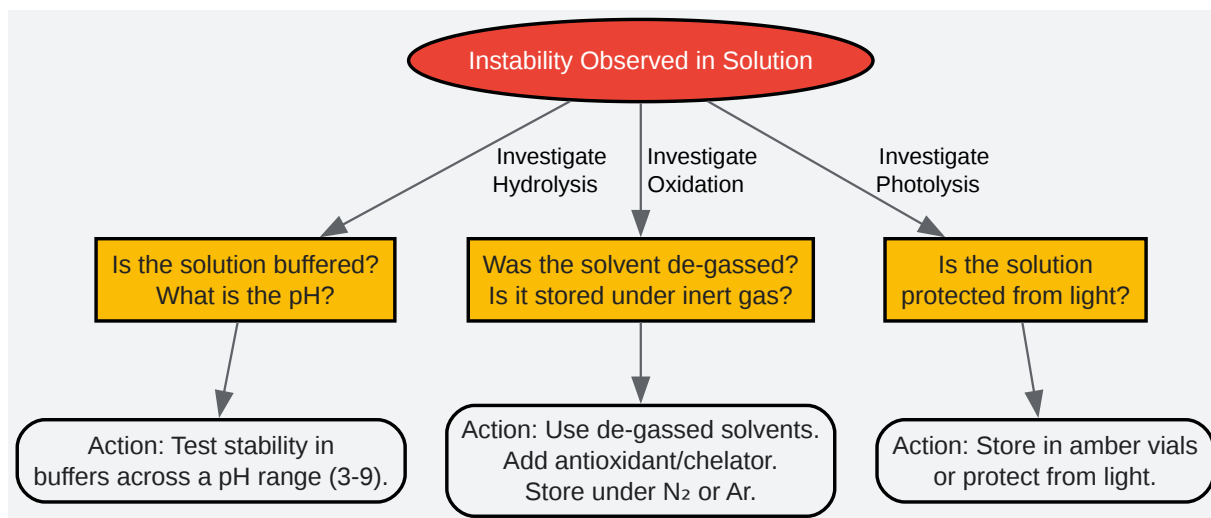 Instability Observed in Solution
Investigate
Hydrolysis
Investigate
Oxidation
Investigate
Photolysis
Is the solution buffered?
What is the pH?
Was the solvent de-gassed?
Is it stored under inert gas?
Is the solution
protected from light?
Action: Test stability in
buffers across a pH range (3-9).
Action: Use de-gassed solvents.
Add antioxidant/chelator.
Store under N₂ or Ar.
Action: Store in amber vials
or protect from light.